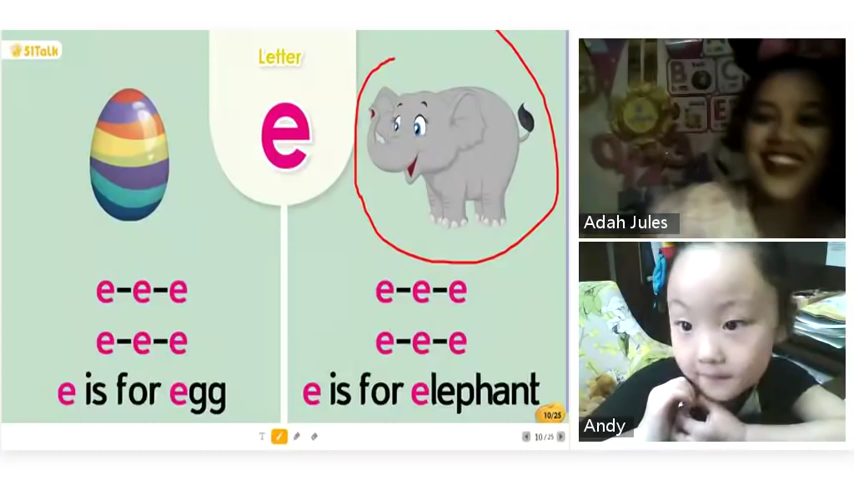 51Talk
Letter
e
e-e-e
e-e-e
e is for egg
e-e-e
e-e-e
e is for elephant
10/25
T
10/25
B
C
E
Adah Jules
Andy